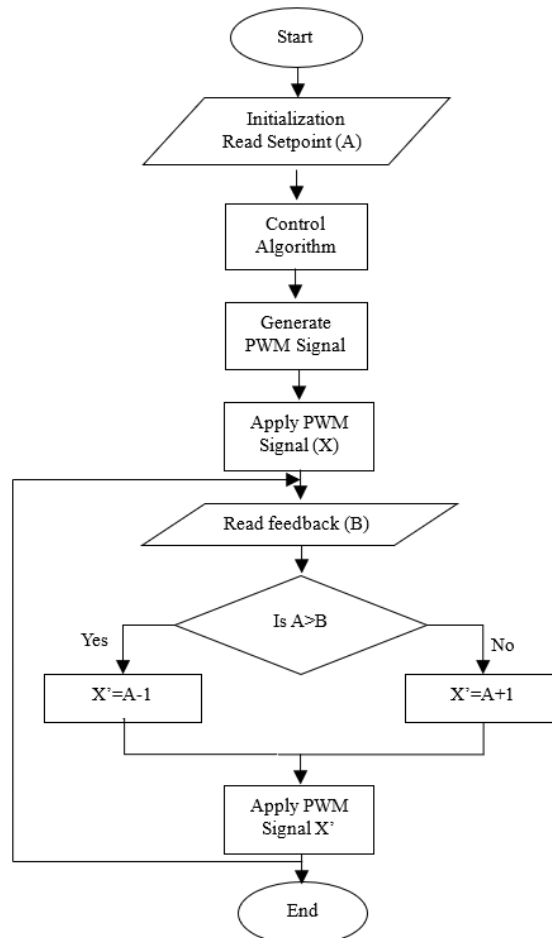 Start
Initialization
Read Setpoint (A)
Control
Algorithm
Generate
PWM Signal
Apply PWM
Signal (X)
Read feedback (B)
Is A>B
Yes
No
X’=A-1
X’=A+1
Apply PWM
Signal X’
End